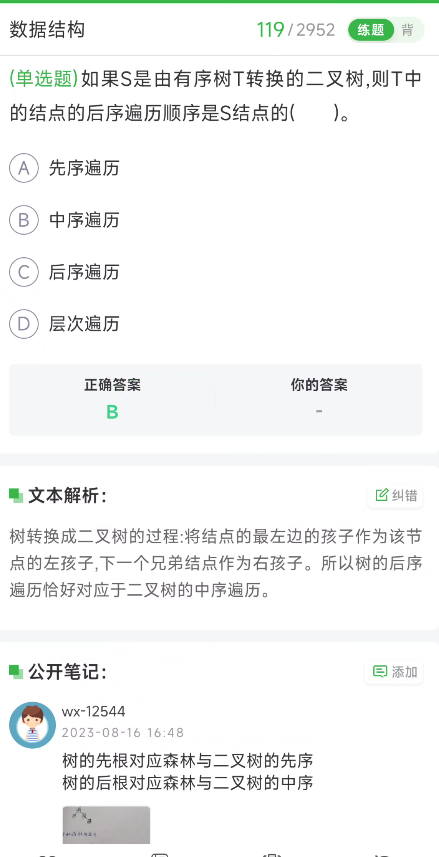 数据结构 119/2952 练题 背
(单选题)如果S是由有序树T转换的二叉树,则T中
的结点的后序遍历顺序是S结点的(  )。
A 先序遍历
B 中序遍历
C 后序遍历
D 层次遍历
正确答案 你的答案
B -
文本解析: 纠错
树转换成二叉树的过程:将结点的最左边的孩子作为该节
点的左孩子,下一个兄弟结点作为右孩子。所以树的后序
遍历恰好对应于二叉树的中序遍历。
公开笔记: 添加
wx-12544
2023-08-16 16:48
树的先根对应森林与二叉树的先序
树的后根对应森林与二叉树的中序